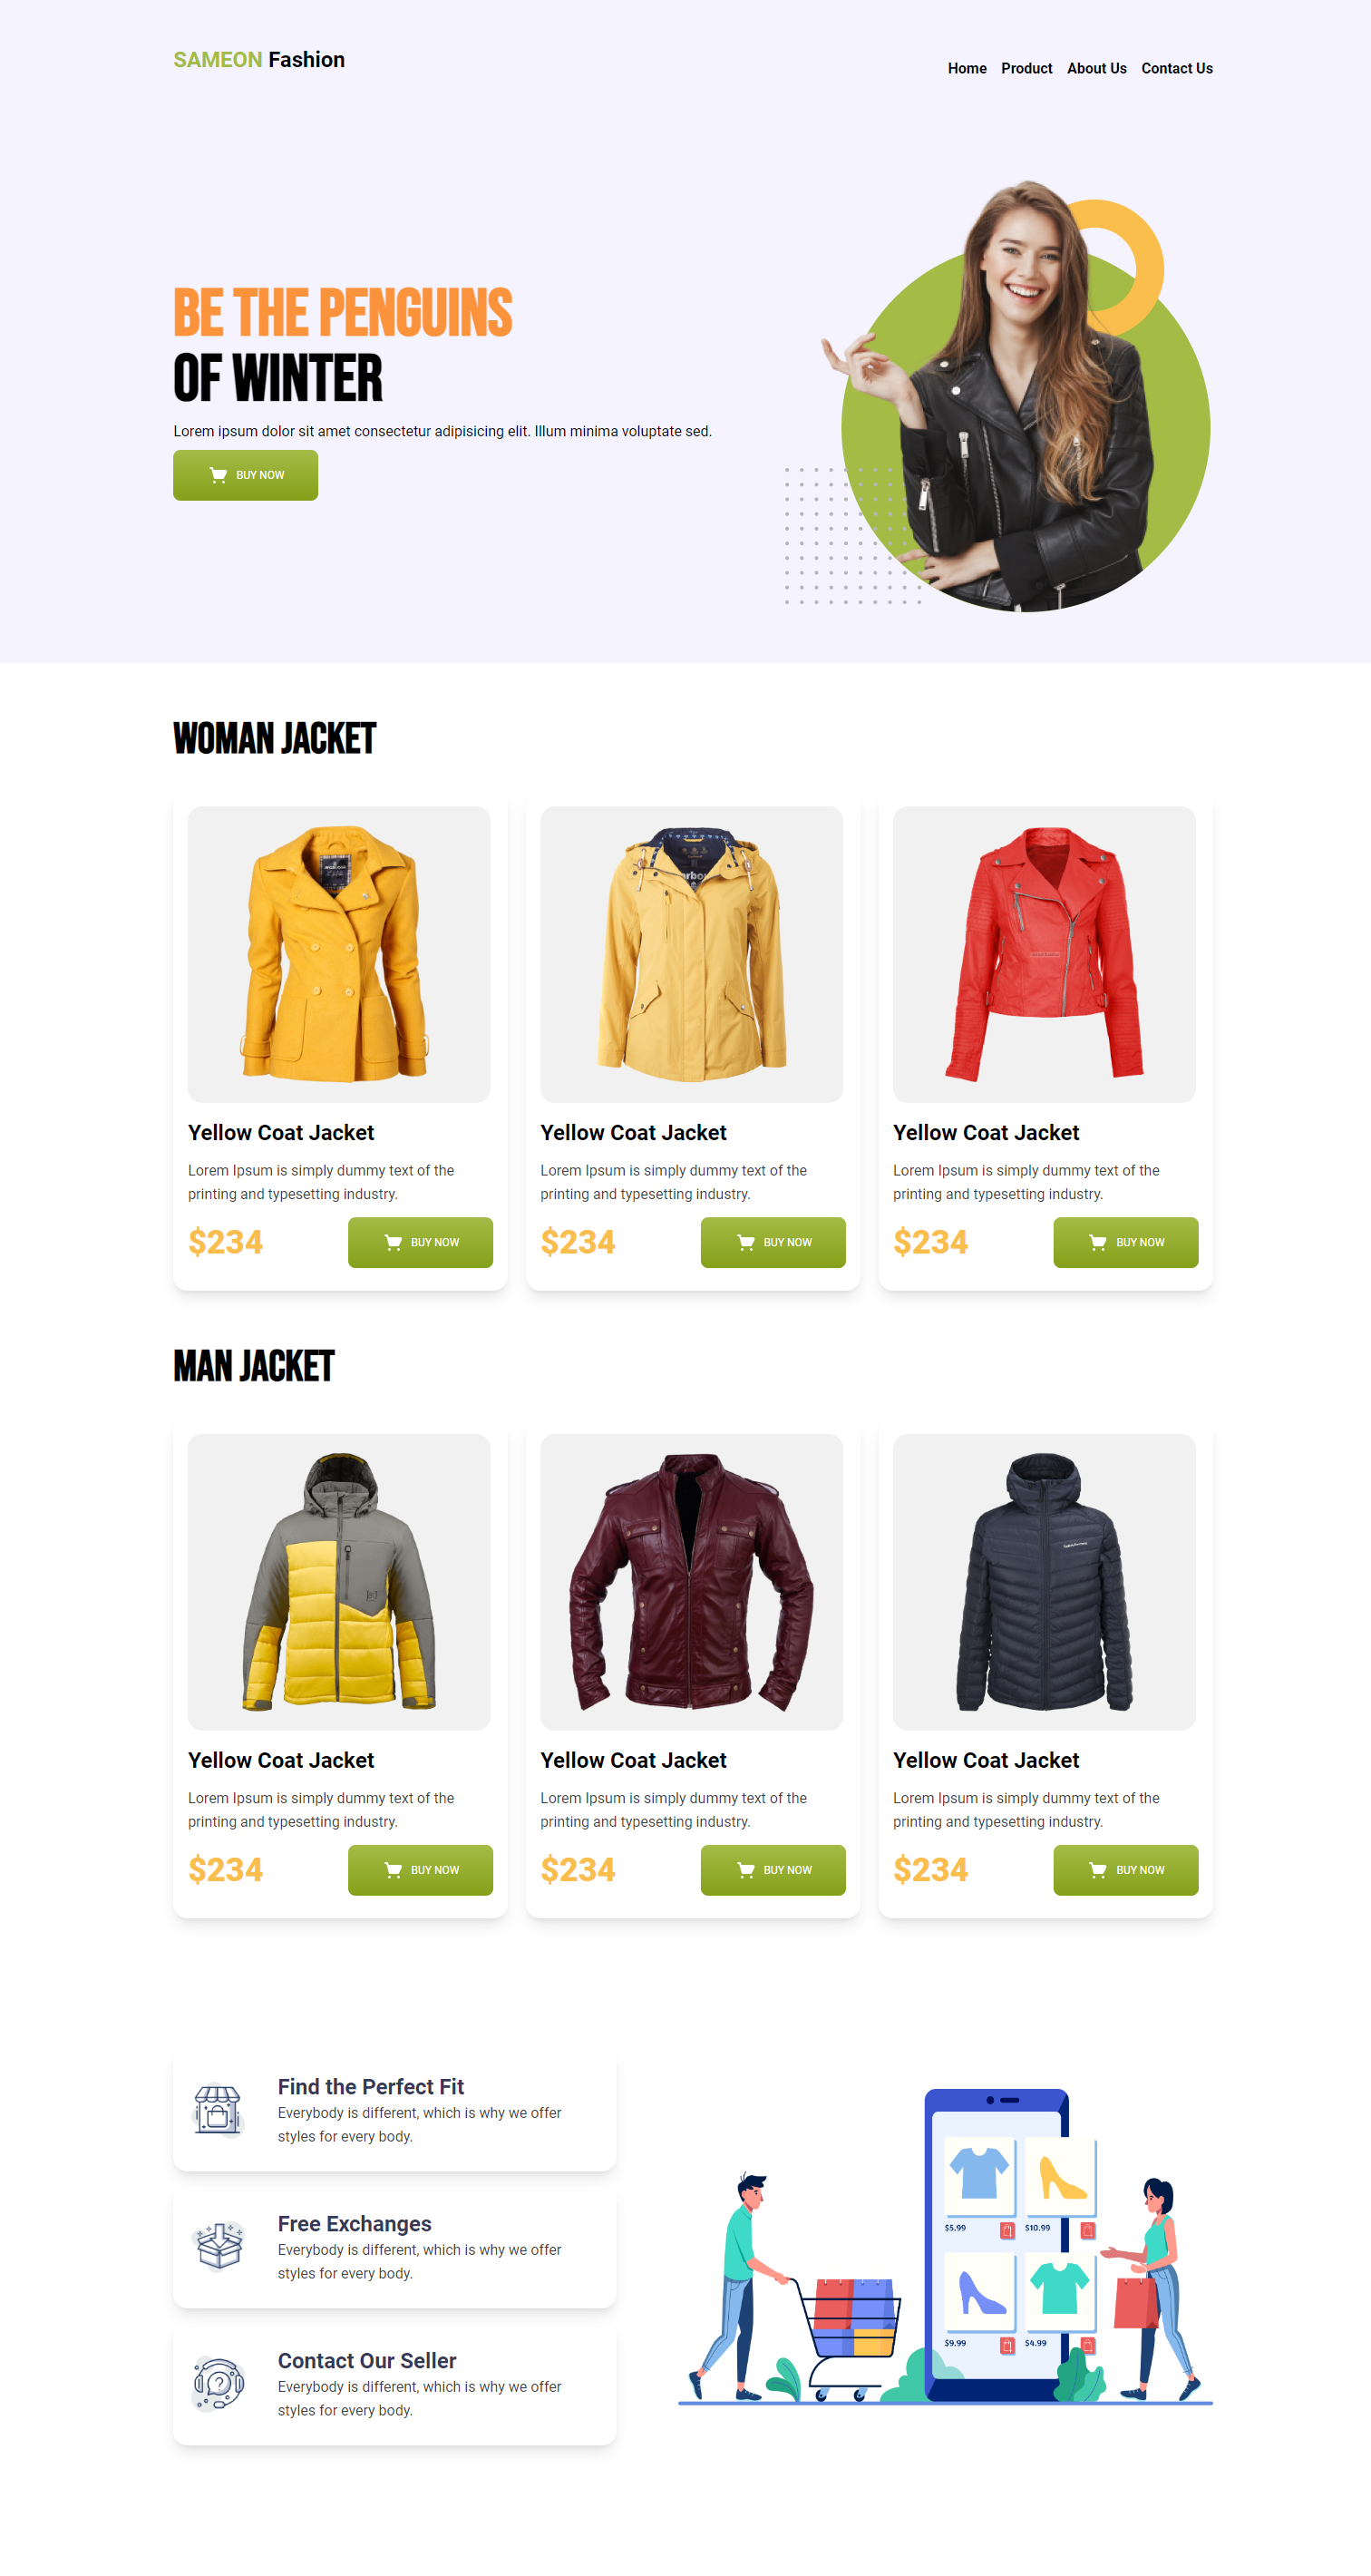 SAMEON Fashion
Home Product About Us Contact Us
BE THE PENGUINS
OF WINTER
Lorem ipsum dolor sit amet consectetur adipisicing elit. Illum minima voluptate sed.
BUY NOW
WOMAN JACKET
Yellow Coat Jacket
Lorem Ipsum is simply dummy text of the
printing and typesetting industry.
$234
BUY NOW
Yellow Coat Jacket
Lorem Ipsum is simply dummy text of the
printing and typesetting industry.
$234
BUY NOW
Yellow Coat Jacket
Lorem Ipsum is simply dummy text of the
printing and typesetting industry.
$234
BUY NOW
MAN JACKET
Yellow Coat Jacket
Lorem Ipsum is simply dummy text of the
printing and typesetting industry.
$234
BUY NOW
Yellow Coat Jacket
Lorem Ipsum is simply dummy text of the
printing and typesetting industry.
$234
BUY NOW
Yellow Coat Jacket
Lorem Ipsum is simply dummy text of the
printing and typesetting industry.
$234
BUY NOW
Find the Perfect Fit
Everybody is different, which is why we offer
styles for every body.
Free Exchanges
Everybody is different, which is why we offer
styles for every body.
Contact Our Seller
Everybody is different, which is why we offer
styles for every body.
$5.99
$10.99
$9.99
$4.99